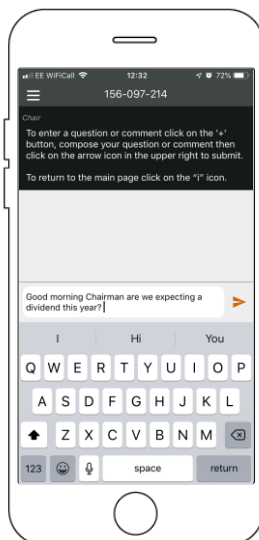 EE WiFiCall 12:32 72%
156-097-214
Chair
To enter a question or comment click on the '+'
button, compose your question or comment then
click on the arrow icon in the upper right to submit.
To return to the main page click on the “i” icon.
Good morning Chairman are we expecting a
dividend this year?
I Hi You
Q W E R T Y U I O P
A S D F G H J K L
Z X C V B N M
123 space return